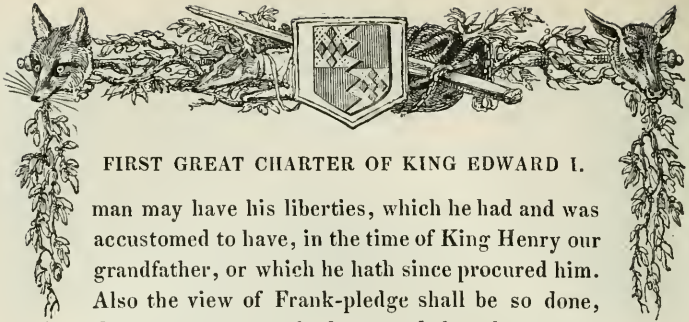 FIRST GREAT CHARTER OF KING EDWARD I.
man may have his liberties, which he had and was
accustomed to have, in the time of King Henry our
grandfather, or which he hath since procured him.
Also the view of Frank-pledge shall be so done,